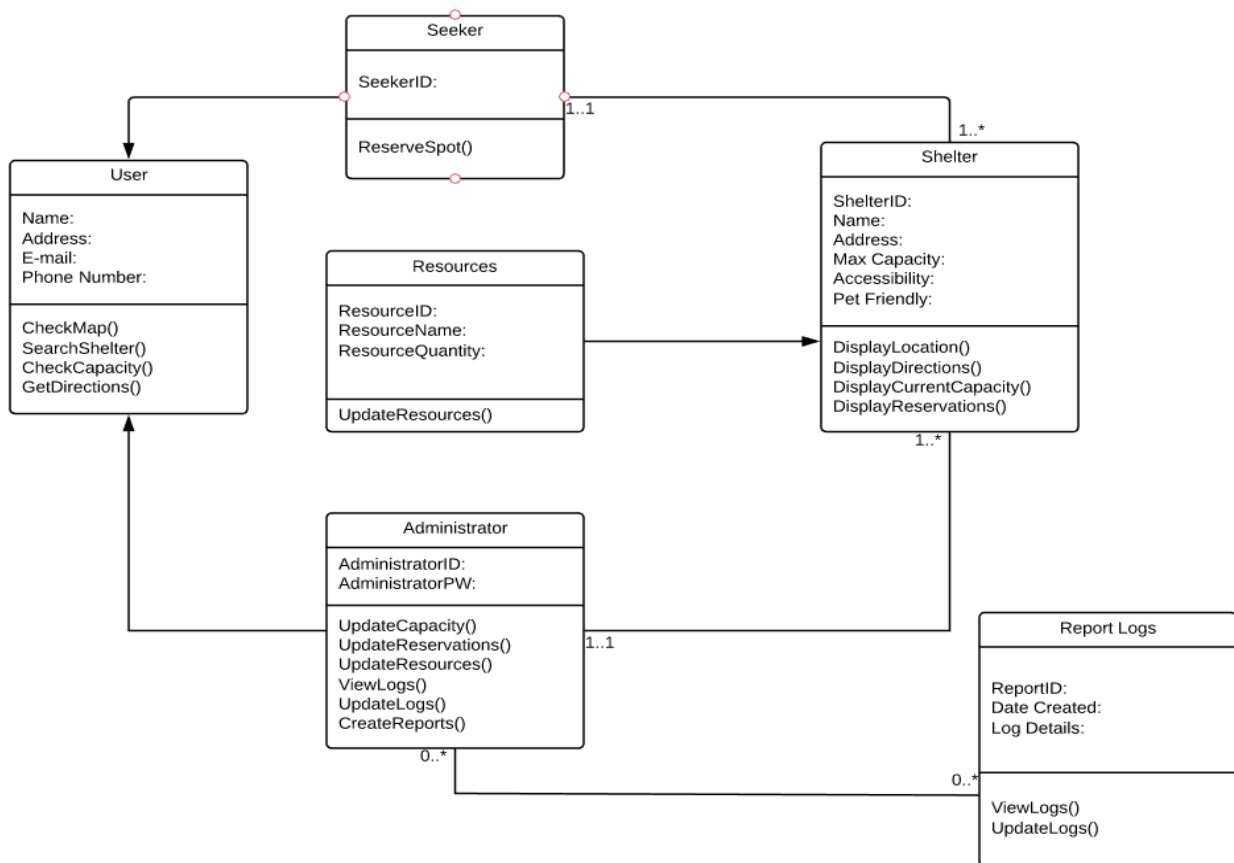 Seeker
SeekerID:
ReserveSpot()
1..1
1..*
User
Name:
Address:
E-mail:
Phone Number:
CheckMap()
SearchShelter()
CheckCapacity()
GetDirections()
Shelter
ShelterID:
Name:
Address:
Max Capacity:
Accessibility:
Pet Friendly:
DisplayLocation()
DisplayDirections()
DisplayCurrentCapacity()
DisplayReservations()
1..*
Resources
ResourceID:
ResourceName:
ResourceQuantity:
UpdateResources()
Administrator
AdministratorID:
AdministratorPW:
UpdateCapacity()
UpdateReservations()
UpdateResources()
ViewLogs()
UpdateLogs()
CreateReports()
1..1
0..*
0..*
Report Logs
ReportID:
Date Created:
Log Details:
ViewLogs()
UpdateLogs()